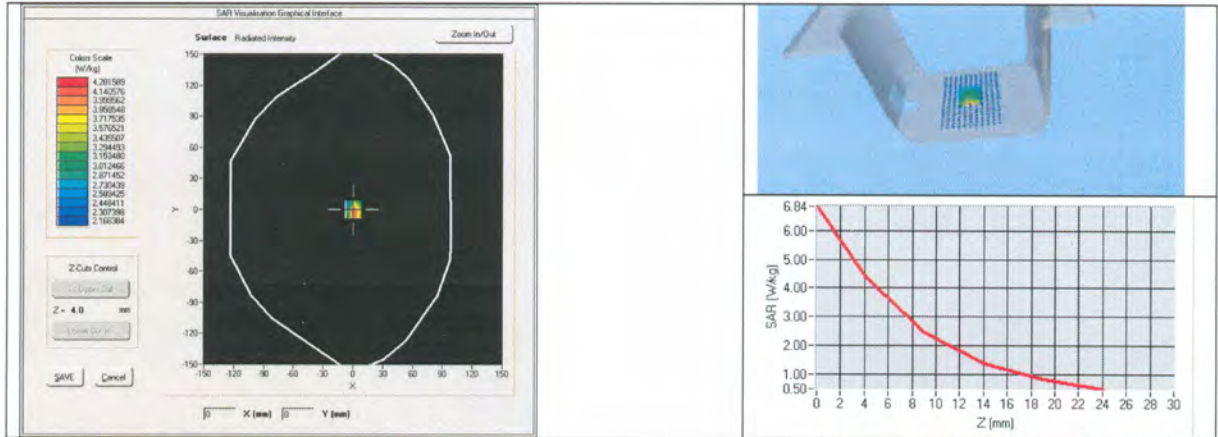 SAR Visualisation Graphical Interface
Surface Radiated Intensity
Zoom In/Out
Colors Scale
(W/kg)
4.281589
4.140576
3.999562
3.858548
3.717535
3.576521
3.435507
3.294493
3.153480
3.012466
2.871452
2.730439
2.589425
2.448411
2.307398
2.166384
150-
120-
90-
60-
30-
Y
0-
-30-
-60-
-90-
-120-
-150-
-150 -120 -90 -60 -30 0 30 60 90 120 150
X
Z-Cuts Control
Z = 4.0 mm
SAVE Cancel
0 X (mm) 0 Y (mm)
SAR (W/kg)
6.84-
6.00-
5.00-
4.00-
3.00-
2.00-
1.00-
0.50-
0 2 4 6 8 10 12 14 16 18 20 22 24 26 28 30
Z (mm)